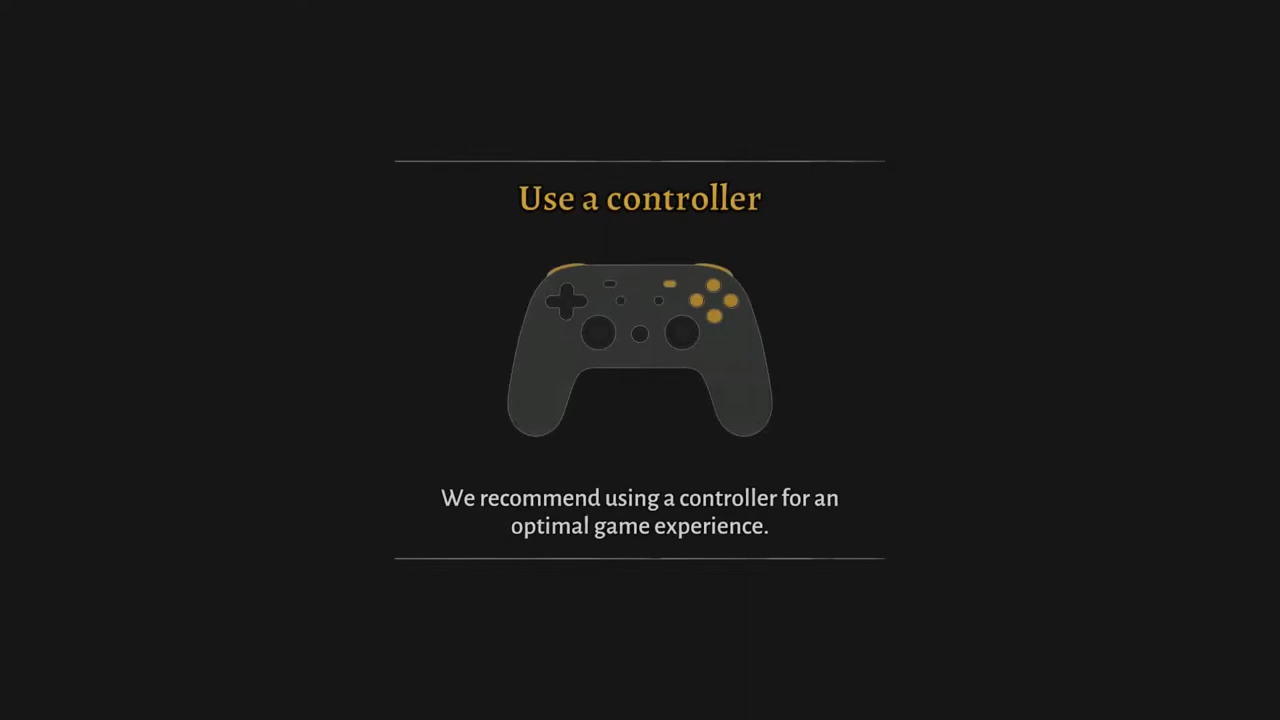 Use a controller
We recommend using a controller for an
optimal game experience.